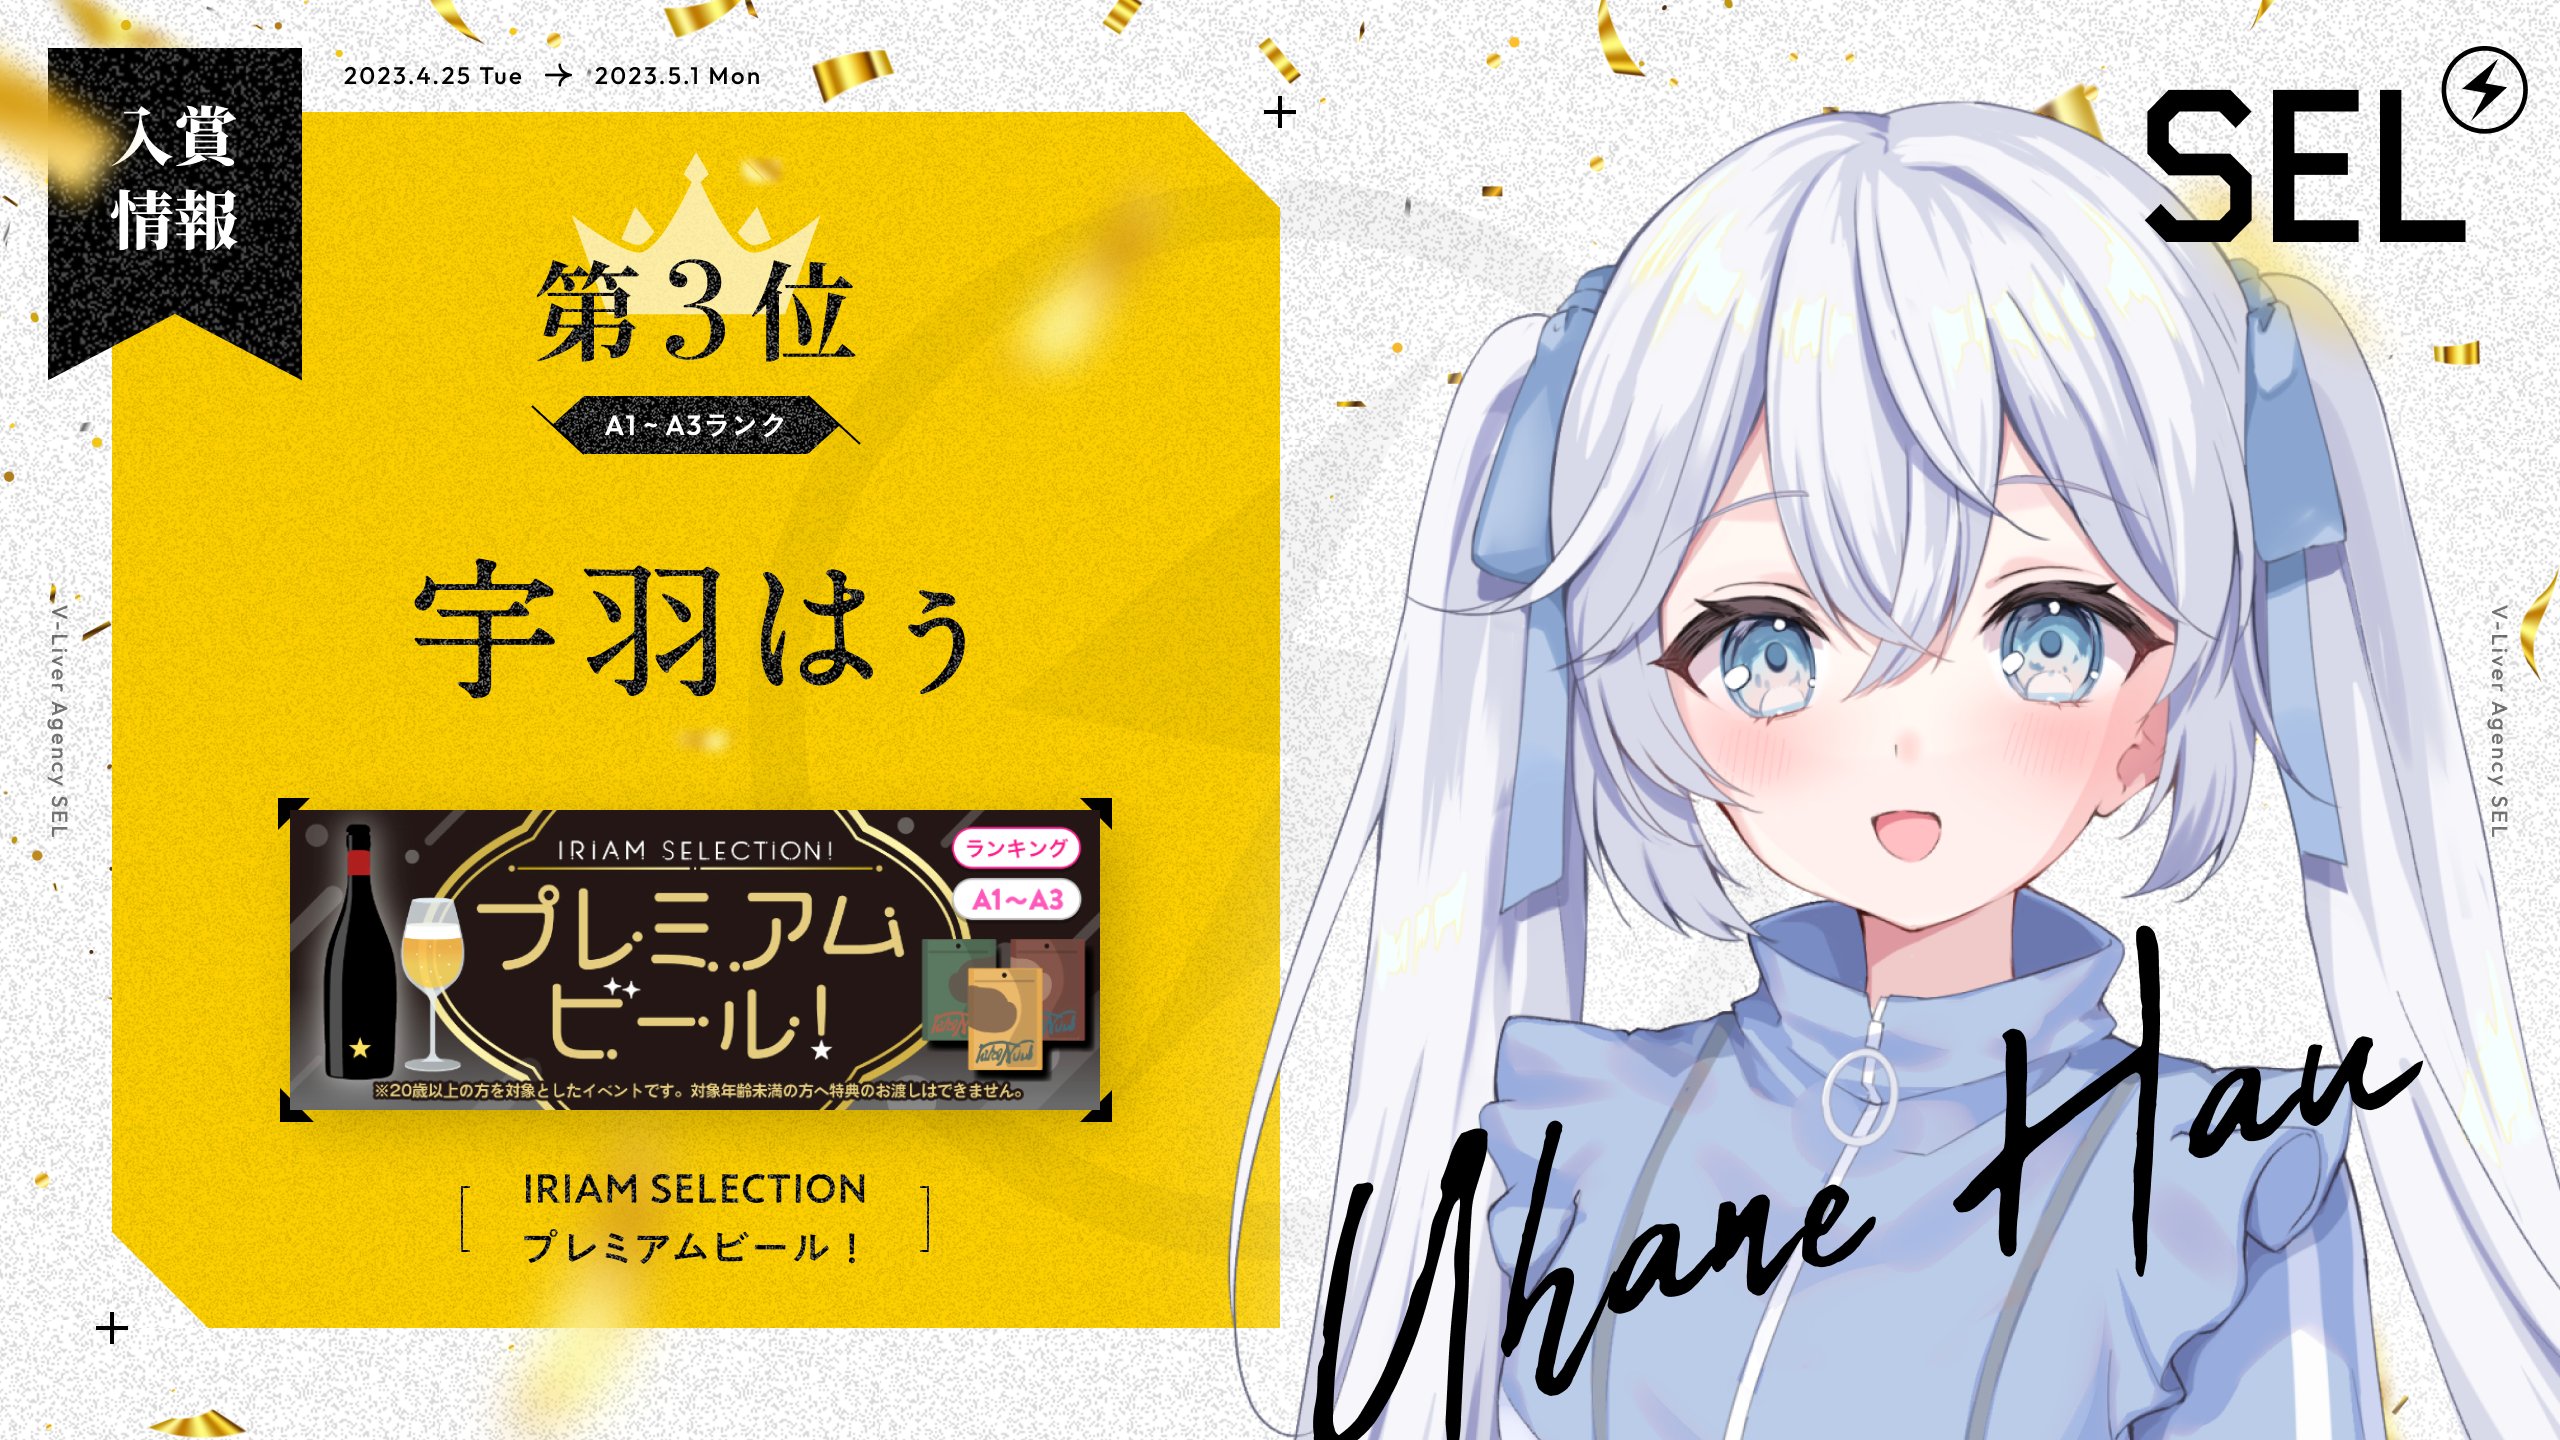 入賞
情報
2023.4.25 Tue → 2023.5.1 Mon
SEL
第3位
A1~A3ランク
宇羽はぅ
IRIAM SELECTION!
プレミアム
ビール!
ランキング
A1〜A3
※20歳以上の方を対象としたイベントです。対象年齢未満の方へ特典のお渡しはできません。
IRIAM SELECTION
プレミアムビール！
Uhane Hau
V-Liver Agency SEL
V-Liver Agency SEL